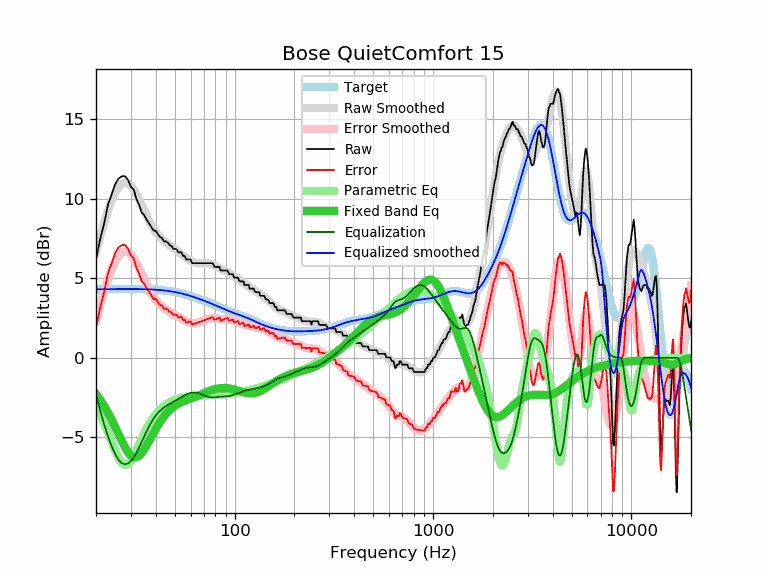 Bose QuietComfort 15
Target
Raw Smoothed
Error Smoothed
Raw
Error
Parametric Eq
Fixed Band Eq
Equalization
Equalized smoothed
15
10
5
0
−5
Amplitude (dBr)
100
1000
10000
Frequency (Hz)